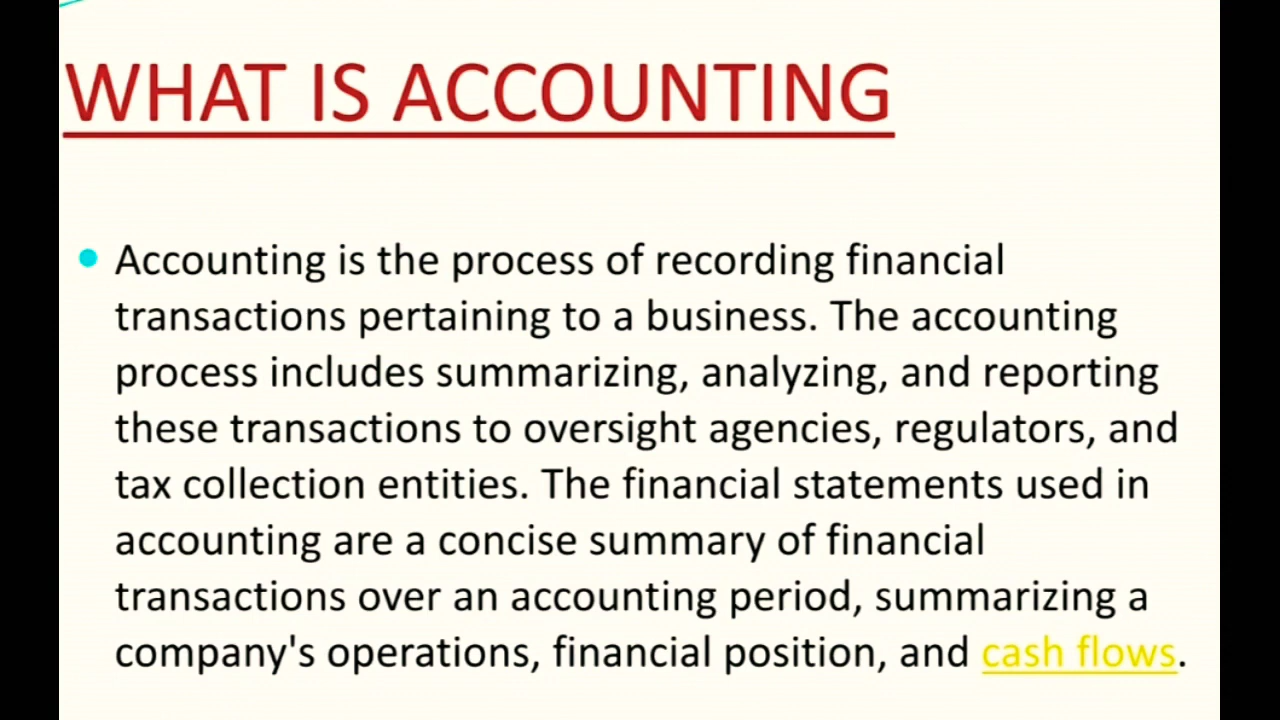 WHAT IS ACCOUNTING
Accounting is the process of recording financial
transactions pertaining to a business. The accounting
process includes summarizing, analyzing, and reporting
these transactions to oversight agencies, regulators, and
tax collection entities. The financial statements used in
accounting are a concise summary of financial
transactions over an accounting period, summarizing a
company's operations, financial position, and cash flows.